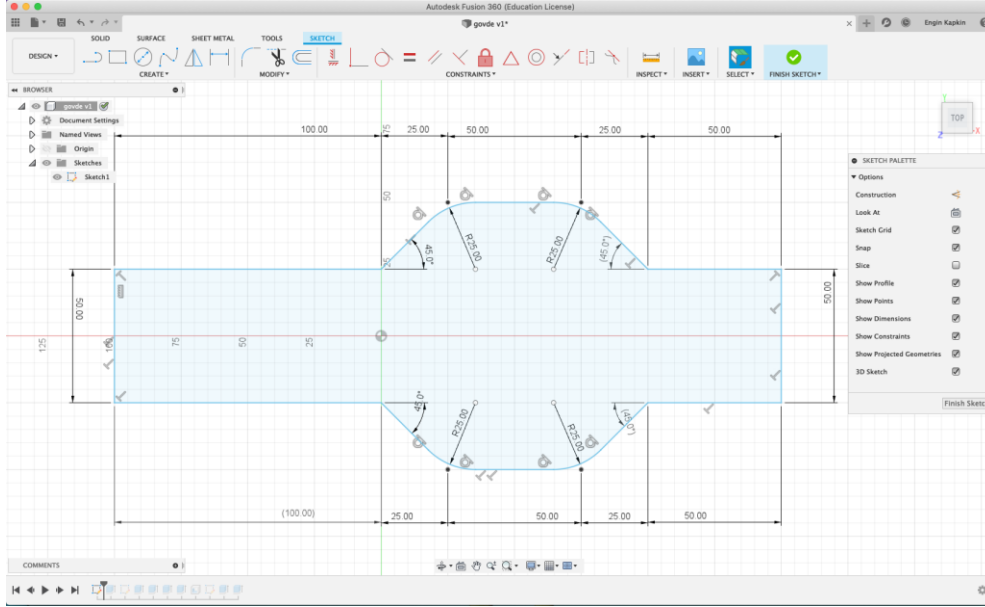 Autodesk Fusion 360 (Education License)
govde v1*
Engin Kapkin
SOLID SURFACE SHEET METAL TOOLS SKETCH
DESIGN
CREATE MODIFY CONSTRAINTS INSPECT INSERT SELECT FINISH SKETCH
BROWSER
govde v1
Document Settings
Named Views
Origin
Sketches
Sketch1
100.00 25.00 50.00 25.00 50.00
75
50
25
TOP
Y
Z
X
SKETCH PALETTE
Options
Construction
Look At
Sketch Grid
Snap
Slice
Show Profile
Show Points
Show Dimensions
Show Constraints
Show Projected Geometries
3D Sketch
Finish Sketc
45.0° R25.00 R25.00 (45.0°)
50.00 50.00
125 100 75 50 25
45.0° R25.00 R25.00 (45.0°)
(100.00) 25.00 50.00 25.00 50.00
COMMENTS